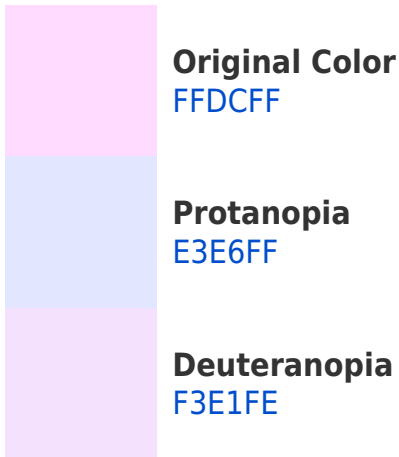 Original Color
FFDCFF
Protanopia
E3E6FF
Deuteranopia
F3E1FE